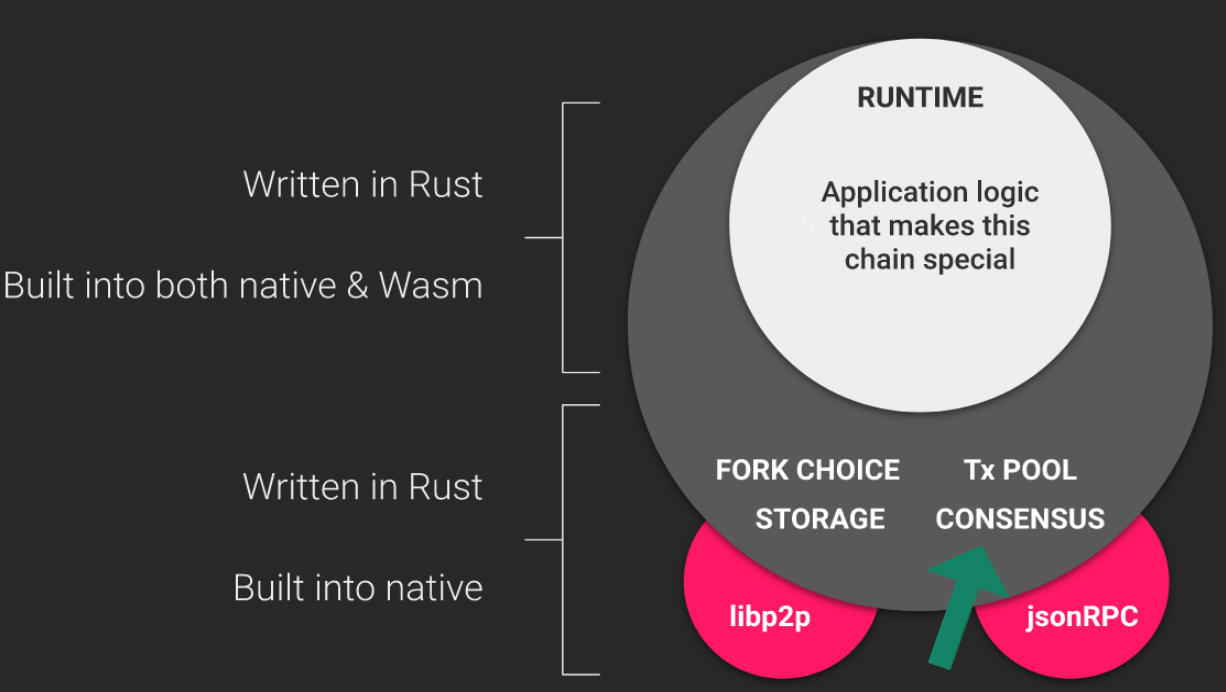 RUNTIME
Written in Rust
Application logic
5 that makes this
chain special
Built into both native & Wasm
FORK CHOICE Tx POOL
Written in Rust
STORAGE CONSENSUS
Built into native
libp2p jsonRPC